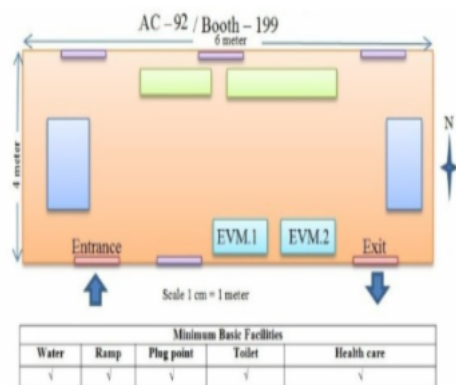 AC -92 / Booth -199
6 meter
4 meter
N
EVM.1 EVM.2
Entrance Exit
Scale 1 cm = 1 meter
Minimum Basic Facilities
Water Ramp Plug point Toilet Health care
√ √ √ √ √